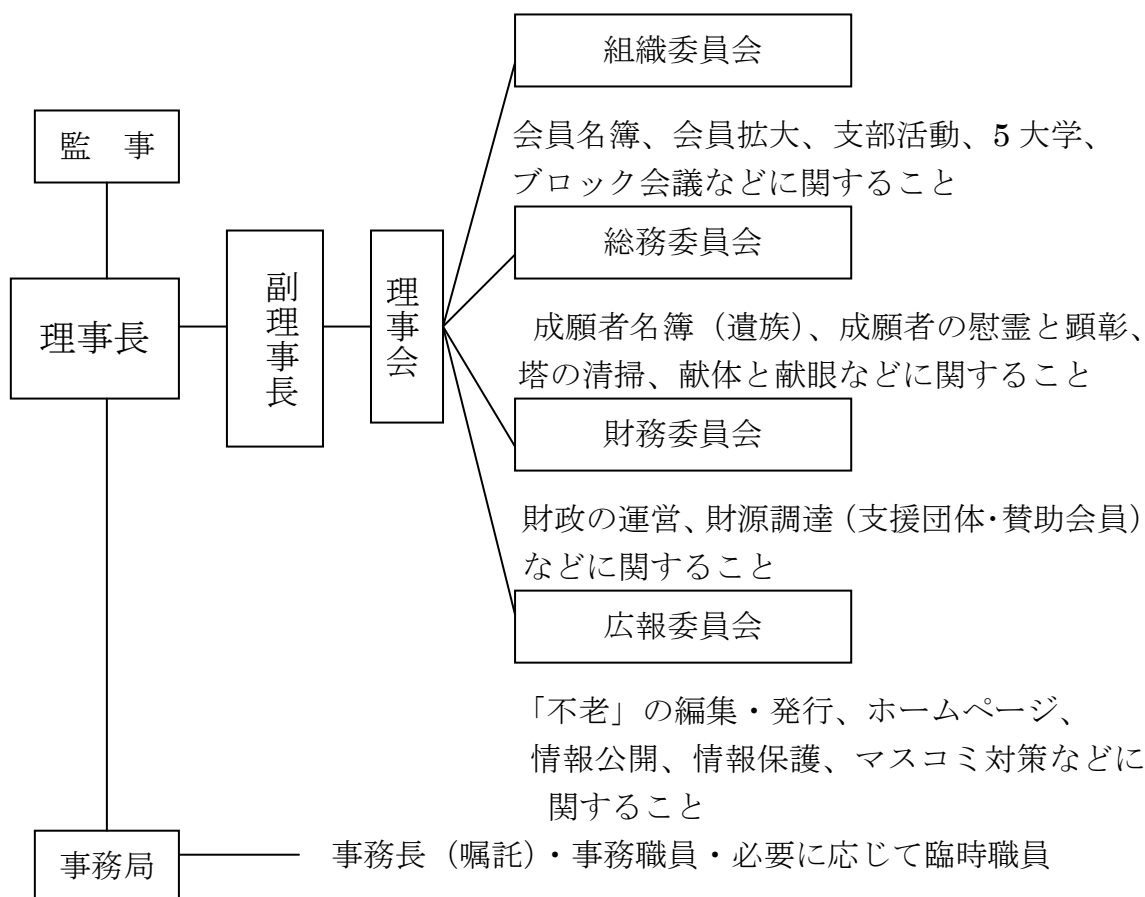 組織委員会
会員名簿、会員拡大、支部活動、5大学、
ブロック会議などに関すること
監　事
総務委員会
副理事長
理事会
理事長
成願者名簿（遺族）、成願者の慰霊と顕彰、
塔の清掃、献体と献眼などに関すること
財務委員会
財政の運営、財源調達（支援団体・賛助会員）
などに関すること
広報委員会
「不老」の編集・発行、ホームページ、
情報公開、情報保護、マスコミ対策などに
関すること
事務局
事務長（嘱託）・事務職員・必要に応じて臨時職員